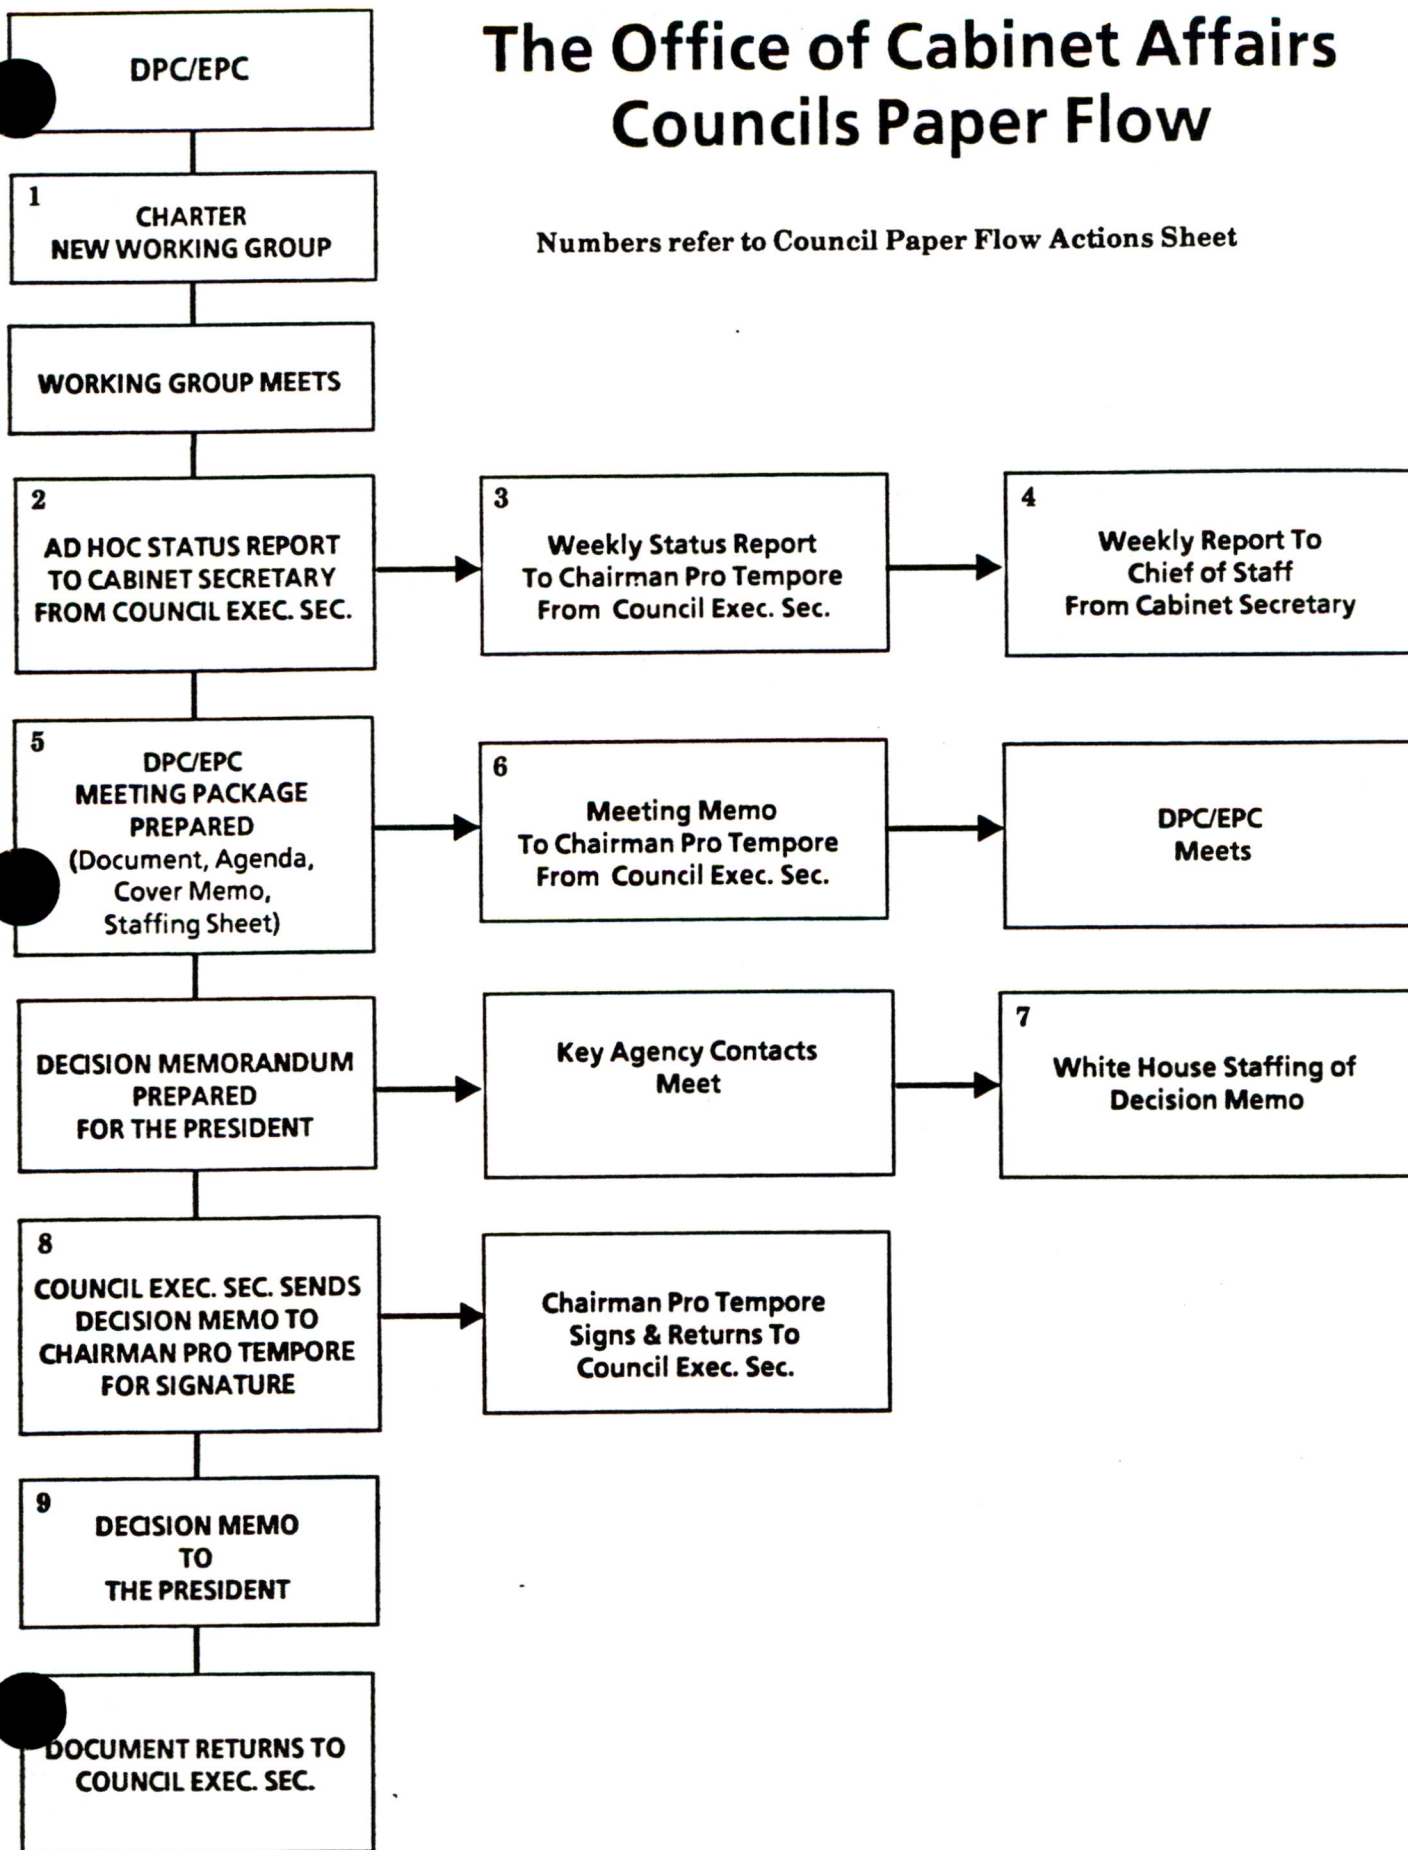 The Office of Cabinet Affairs
Councils Paper Flow
Numbers refer to Council Paper Flow Actions Sheet
DPC/EPC
1
CHARTER
NEW WORKING GROUP
WORKING GROUP MEETS
2
AD HOC STATUS REPORT
TO CABINET SECRETARY
FROM COUNCIL EXEC. SEC.
3
Weekly Status Report
To Chairman Pro Tempore
From Council Exec. Sec.
4
Weekly Report To
Chief of Staff
From Cabinet Secretary
5
DPC/EPC
MEETING PACKAGE
PREPARED
(Document, Agenda,
Cover Memo,
Staffing Sheet)
6
Meeting Memo
To Chairman Pro Tempore
From Council Exec. Sec.
DPC/EPC
Meets
DECISION MEMORANDUM
PREPARED
FOR THE PRESIDENT
Key Agency Contacts
Meet
7
White House Staffing of
Decision Memo
8
COUNCIL EXEC. SEC. SENDS
DECISION MEMO TO
CHAIRMAN PRO TEMPORE
FOR SIGNATURE
Chairman Pro Tempore
Signs & Returns To
Council Exec. Sec.
9
DECISION MEMO
TO
THE PRESIDENT
DOCUMENT RETURNS TO
COUNCIL EXEC. SEC.